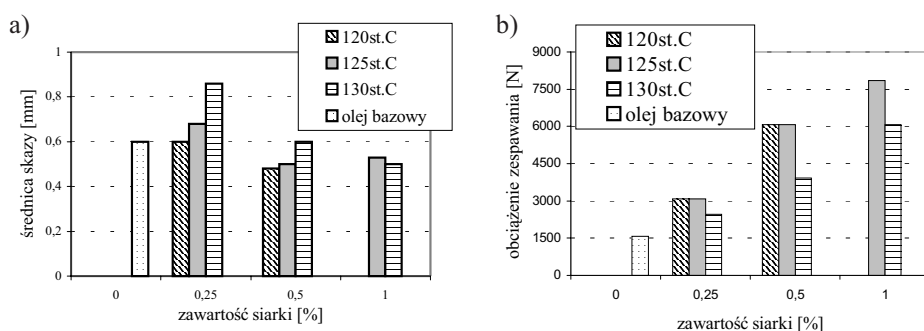 a)
120st.C
125st.C
130st.C
olej bazowy
średnica skazy [mm]
1
0,8
0,6
0,4
0,2
0
0 0,25 0,5 1
zawartość siarki [%]
b)
120st.C
125st.C
130st.C
olej bazowy
obciążenie zespawania [N]
9000
7500
6000
4500
3000
1500
0
0 0,25 0,5 1
zawartość siarki [%]